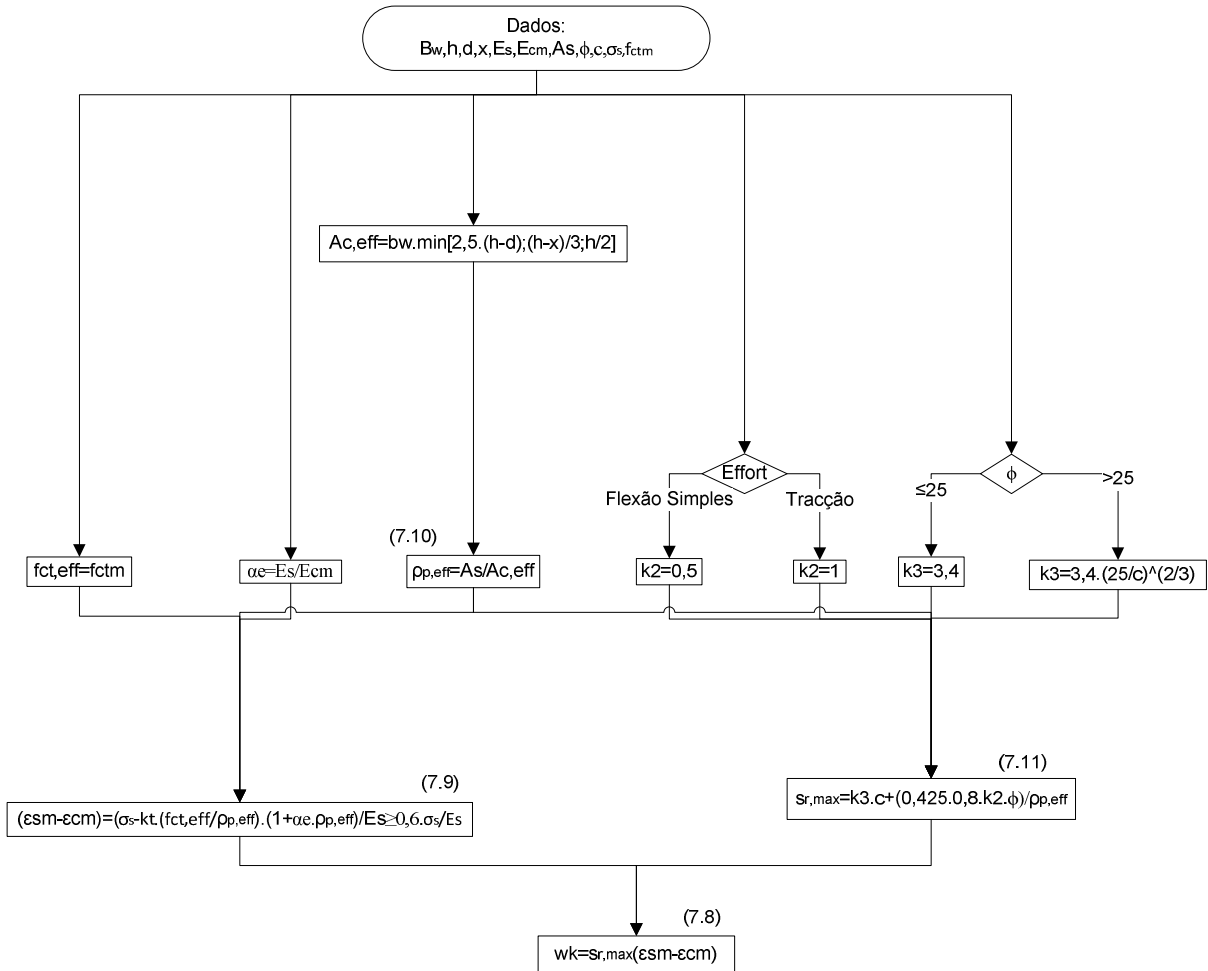 Dados:
Bw,h,d,x,Es,Ecm,As,ϕ,c,σs,fctm
Ac,eff=bw.min[2,5.(h-d);(h-x)/3;h/2]
Effort
ϕ
Flexão Simples
Tracção
≤25
>25
(7.10)
fct,eff=fctm
αe=Es/Ecm
ρp,eff=As/Ac,eff
k2=0,5
k2=1
k3=3,4
k3=3,4.(25/c)^(2/3)
(7.9)
(εsm-εcm)=(σs-kt.(fct,eff/ρp,eff).(1+αe.ρp,eff)/Es≥0,6.σs/Es
(7.11)
sr,max=k3.c+(0,425.0,8.k2.ϕ)/ρp,eff
(7.8)
wk=sr,max(εsm-εcm)